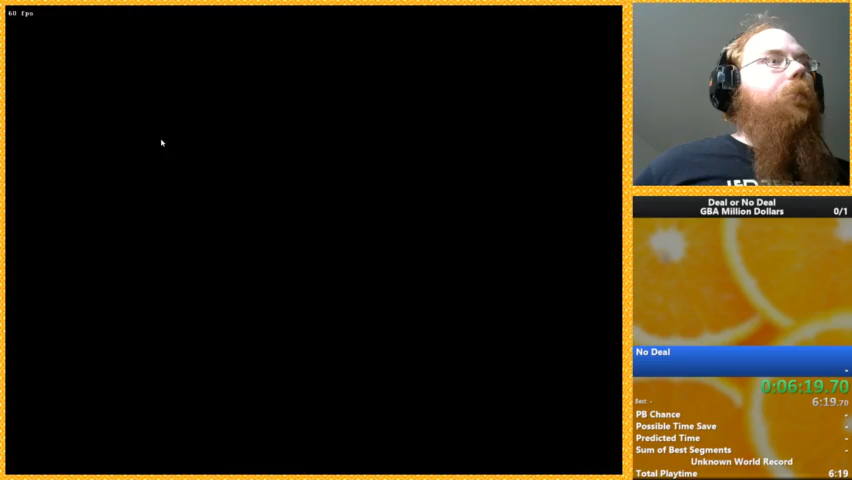 60 fps
Deal or No Deal
GBA Million Dollars 0/1
No Deal
-
0:06:19.70
Best: - 6:19.70
PB Chance -
Possible Time Save -
Predicted Time -
Sum of Best Segments -
Unknown World Record
Total Playtime 6:19